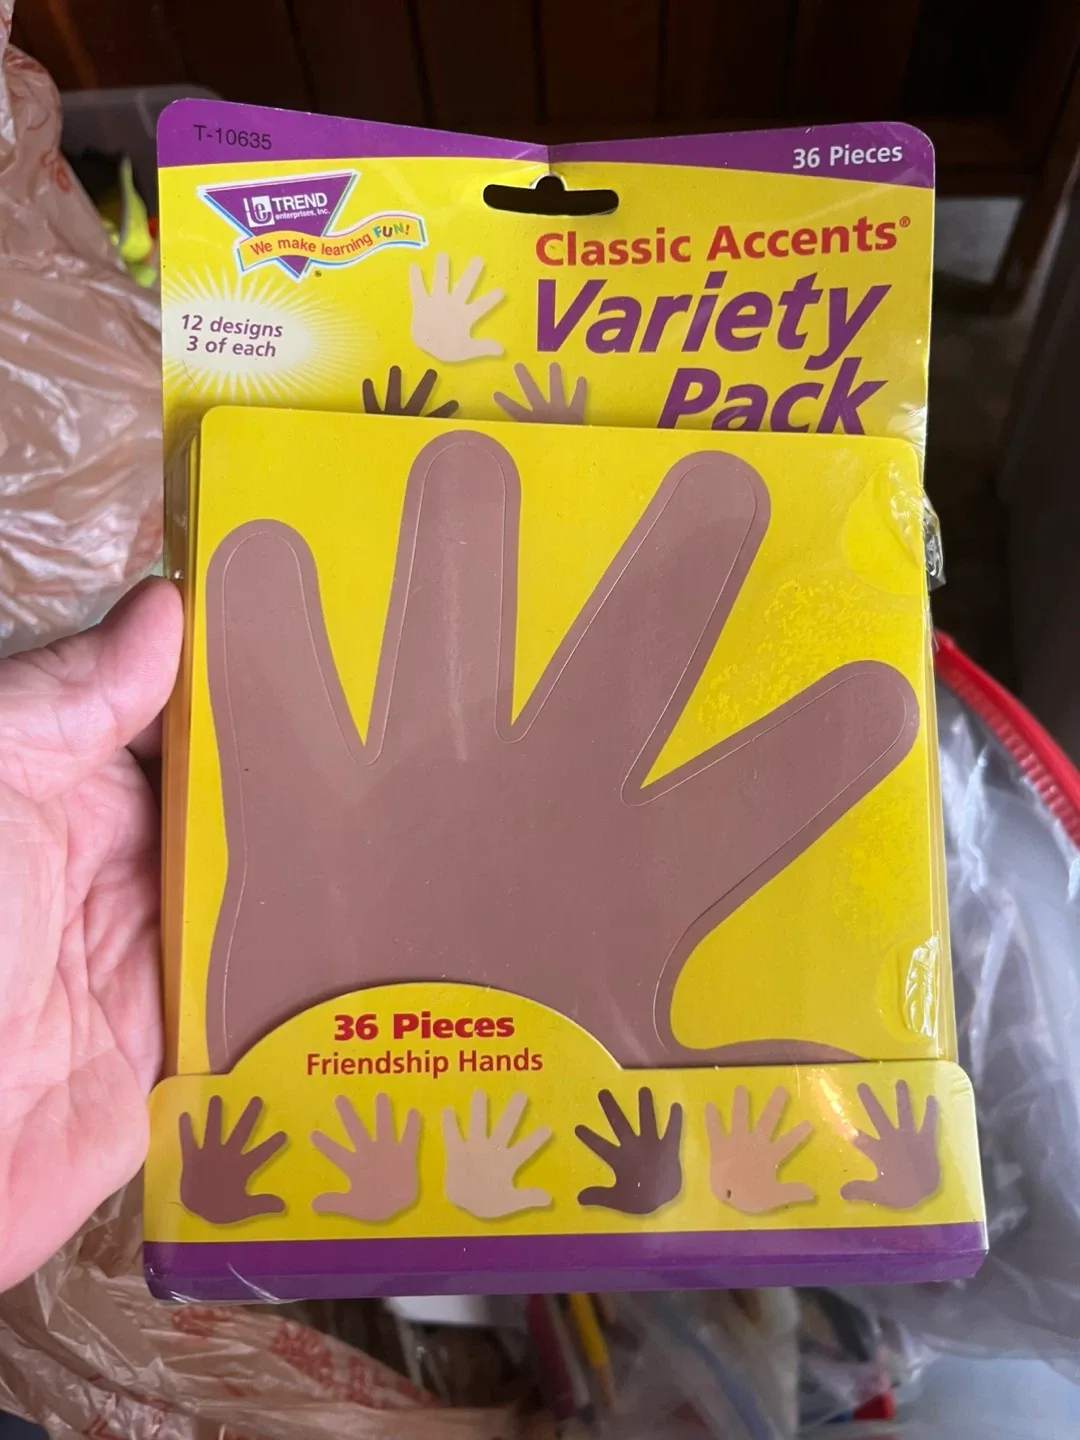 T-10635
36 Pieces
TREND
enterprises, Inc.
We make learning FUN!
®
12 designs
3 of each
Classic Accents®
Variety
Pack
36 Pieces
Friendship Hands